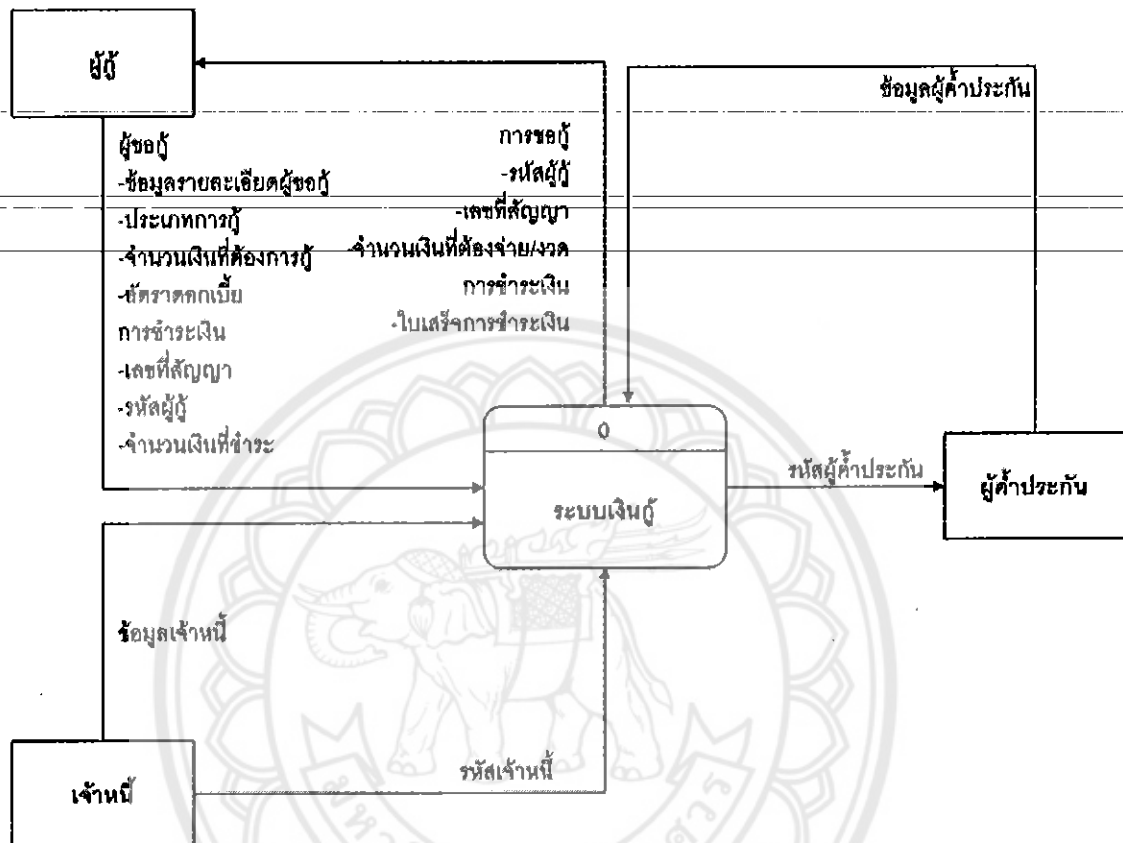 ผู้กู้
ข้อมูลผู้ค้ำประกัน
ผู้ขอกู้
-ข้อมูลรายละเอียดผู้ขอกู้
-ประเภทการกู้
-จำนวนเงินที่ต้องการกู้
-อัตราดอกเบี้ย
การชำระเงิน
-เลขที่สัญญา
-รหัสผู้กู้
-จำนวนเงินที่ชำระ
การขอกู้
-รหัสผู้กู้
-เลขที่สัญญา
-จำนวนเงินที่ต้องจ่าย/งวด
การชำระเงิน
-ใบเสร็จการชำระเงิน
0
ระบบเงินกู้
รหัสผู้ค้ำประกัน
ผู้ค้ำประกัน
ข้อมูลเจ้าหนี้
รหัสเจ้าหนี้
เจ้าหนี้